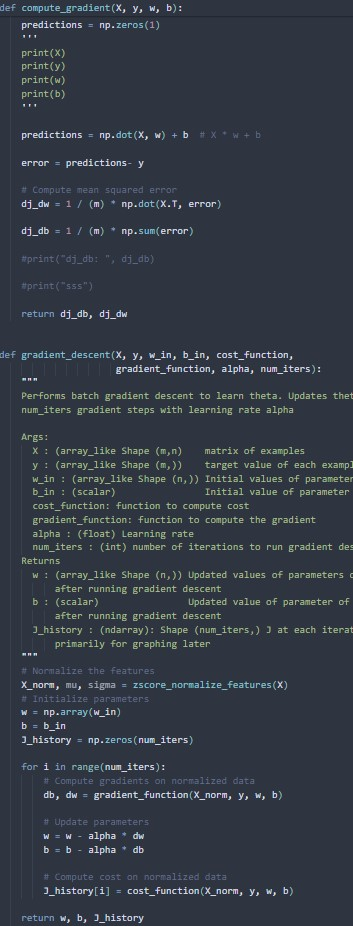 def compute_gradient(X, y, w, b):
    predictions = np.zeros(1)
    '''
    print(X)
    print(y)
    print(w)
    print(b)
    '''
    predictions = np.dot(X, w) + b  # X * w + b
    error = predictions- y
    # Compute mean squared error
    dj_dw = 1 / (m) * np.dot(X.T, error)
    dj_db = 1 / (m) * np.sum(error)
    #print("dj_db: ", dj_db)
    #print("sss")
    return dj_db, dj_dw
def gradient_descent(X, y, w_in, b_in, cost_function,
                     gradient_function, alpha, num_iters):
    """
    Performs batch gradient descent to learn theta. Updates thet
    num_iters gradient steps with learning rate alpha
    Args:
      X : (array_like Shape (m,n)    matrix of examples
      y : (array_like Shape (m,))    target value of each exampl
      w_in : (array_like Shape (n,)) Initial values of parameter
      b_in : (scalar)                Initial value of parameter
      cost_function: function to compute cost
      gradient_function: function to compute the gradient
      alpha : (float) Learning rate
      num_iters : (int) number of iterations to run gradient des
    Returns
      w : (array_like Shape (n,)) Updated values of parameters o
          after running gradient descent
      b : (scalar)                Updated value of parameter of
          after running gradient descent
      J_history : (ndarray): Shape (num_iters,) J at each iterat
          primarily for graphing later
    """
    # Normalize the features
    X_norm, mu, sigma = zscore_normalize_features(X)
    # Initialize parameters
    w = np.array(w_in)
    b = b_in
    J_history = np.zeros(num_iters)
    for i in range(num_iters):
        # Compute gradients on normalized data
        db, dw = gradient_function(X_norm, y, w, b)
        # Update parameters
        w = w - alpha * dw
        b = b - alpha * db
        # Compute cost on normalized data
        J_history[i] = cost_function(X_norm, y, w, b)
    return w, b, J_history